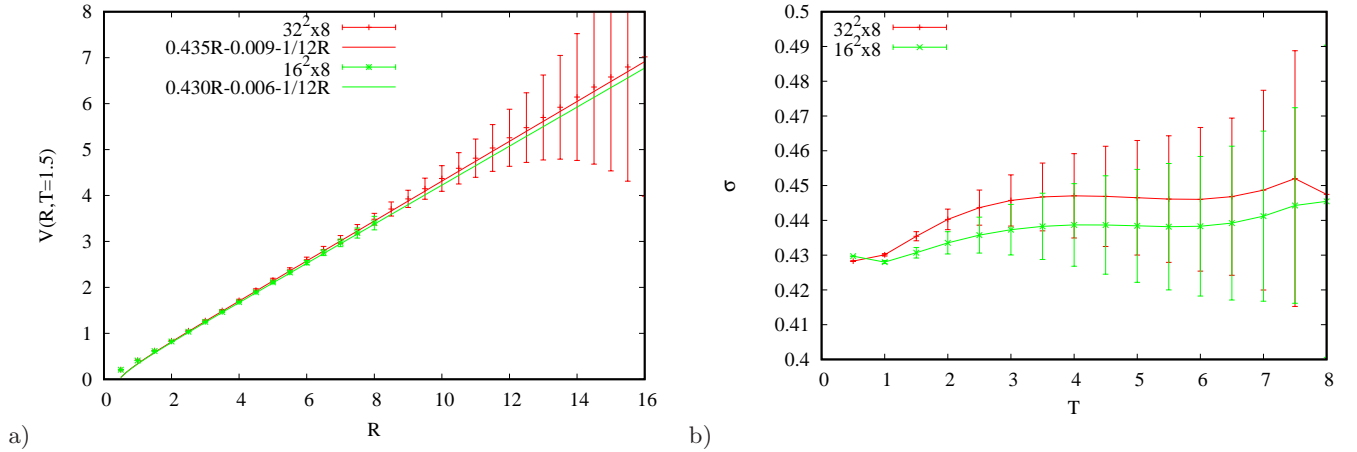 8
7
6
5
4
3
2
1
0
V(R,T=1.5)
32²x8
0.435R-0.009-1/12R
16²x8
0.430R-0.006-1/12R
0 2 4 6 8 10 12 14 16
R
a)
0.5
0.49
0.48
0.47
0.46
0.45
0.44
0.43
0.42
0.41
0.4
σ
32²x8
16²x8
0 1 2 3 4 5 6 7 8
T
b)